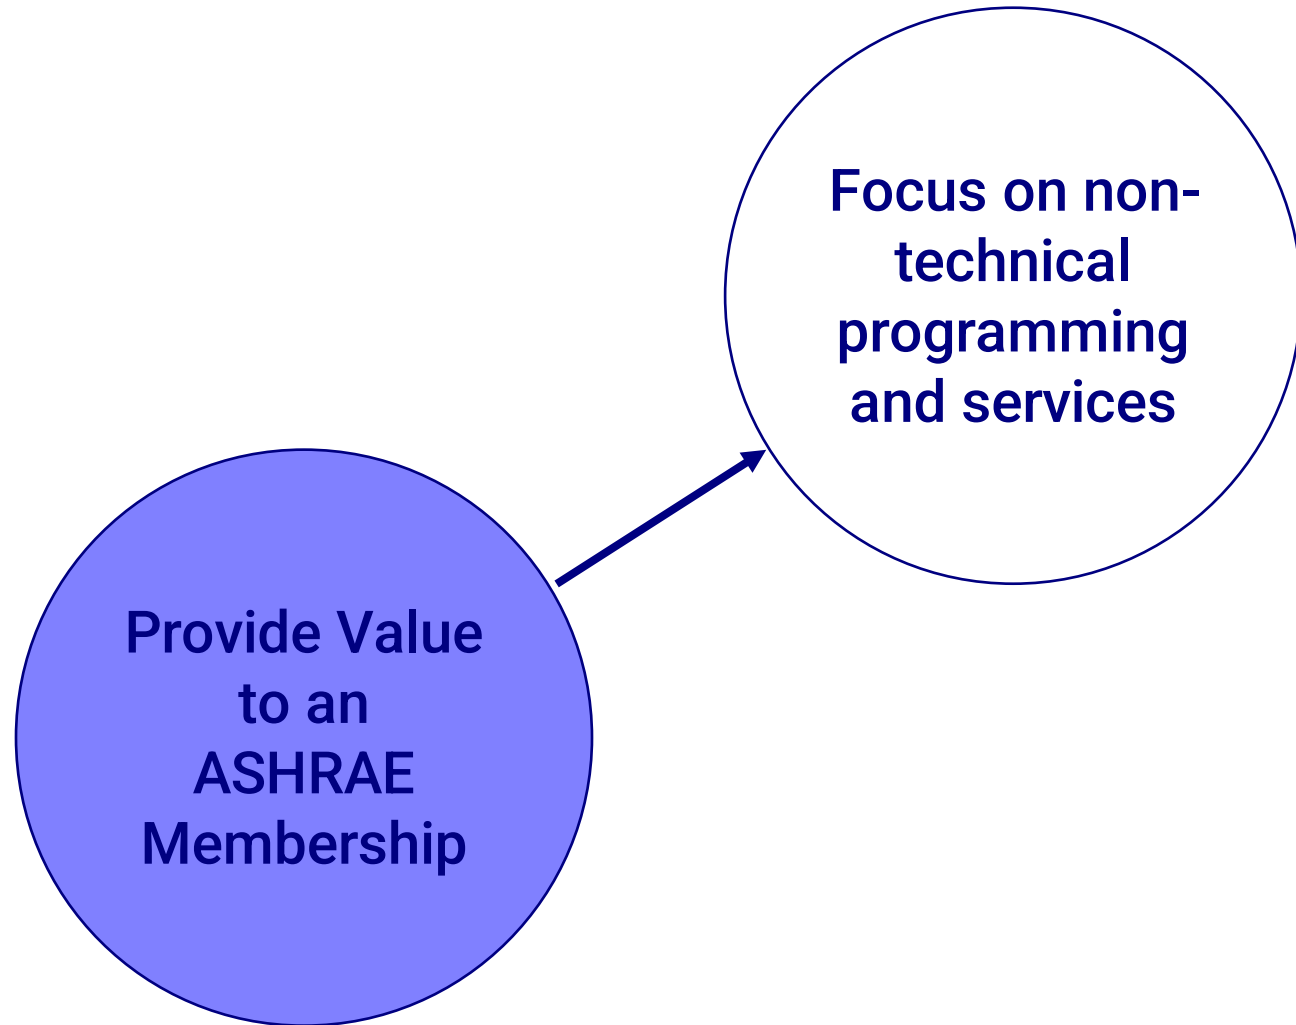 Focus on non-
technical
programming
and services
Provide Value
to an
ASHRAE
Membership